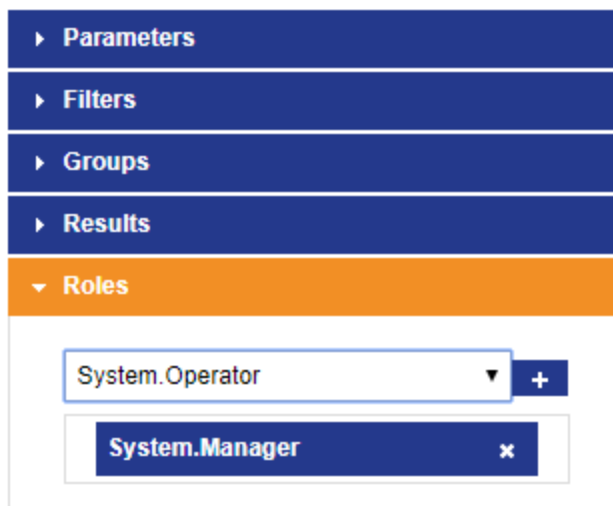 Parameters
Filters
Groups
Results
Roles
System.Operator
System.Manager